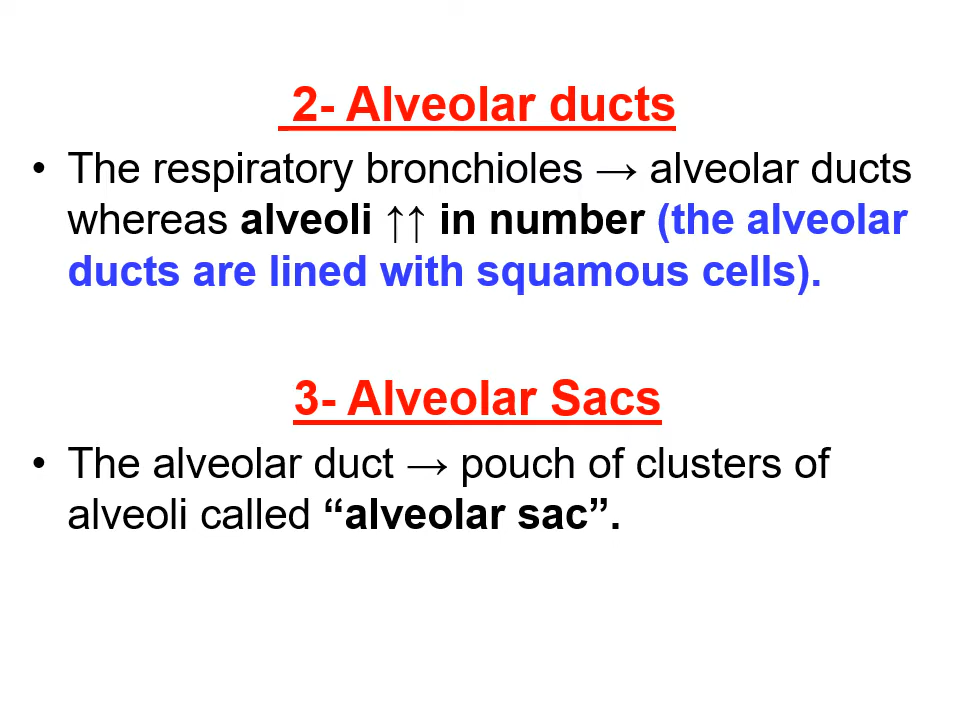 2- Alveolar ducts
• The respiratory bronchioles → alveolar ducts
whereas alveoli ↑↑ in number (the alveolar
ducts are lined with squamous cells).
3- Alveolar Sacs
• The alveolar duct → pouch of clusters of
alveoli called “alveolar sac”.